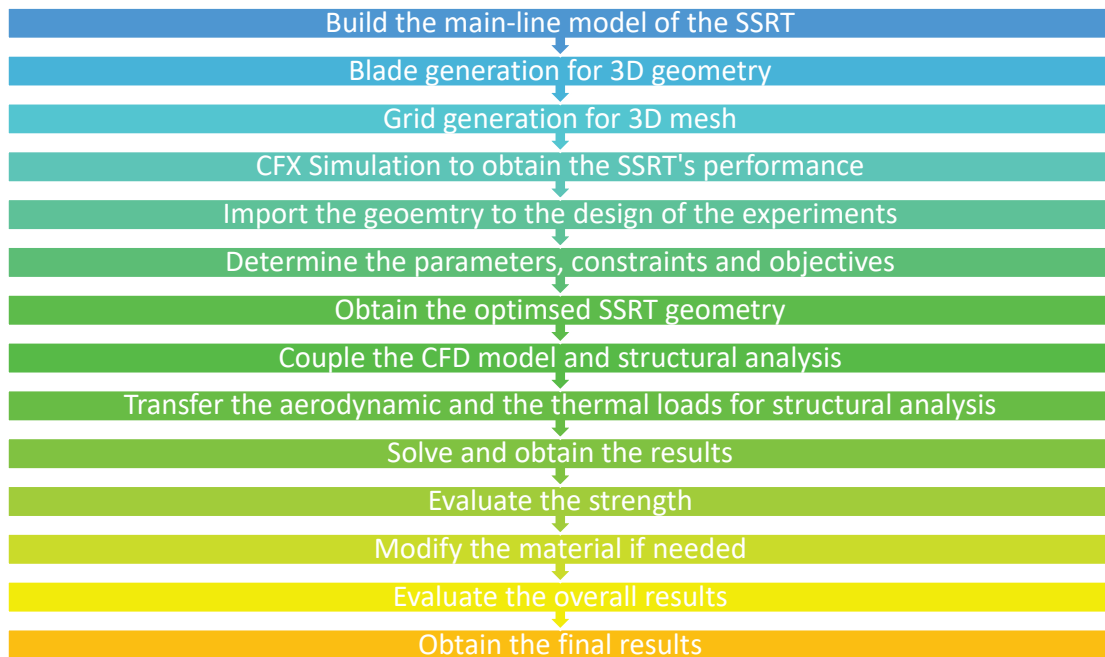 Build the main-line model of the SSRT
Blade generation for 3D geometry
Grid generation for 3D mesh
CFX Simulation to obtain the SSRT's performance
Import the geoemtry to the design of the experiments
Determine the parameters, constraints and objectives
Obtain the optimsed SSRT geometry
Couple the CFD model and structural analysis
Transfer the aerodynamic and the thermal loads for structural analysis
Solve and obtain the results
Evaluate the strength
Modify the material if needed
Evaluate the overall results
Obtain the final results